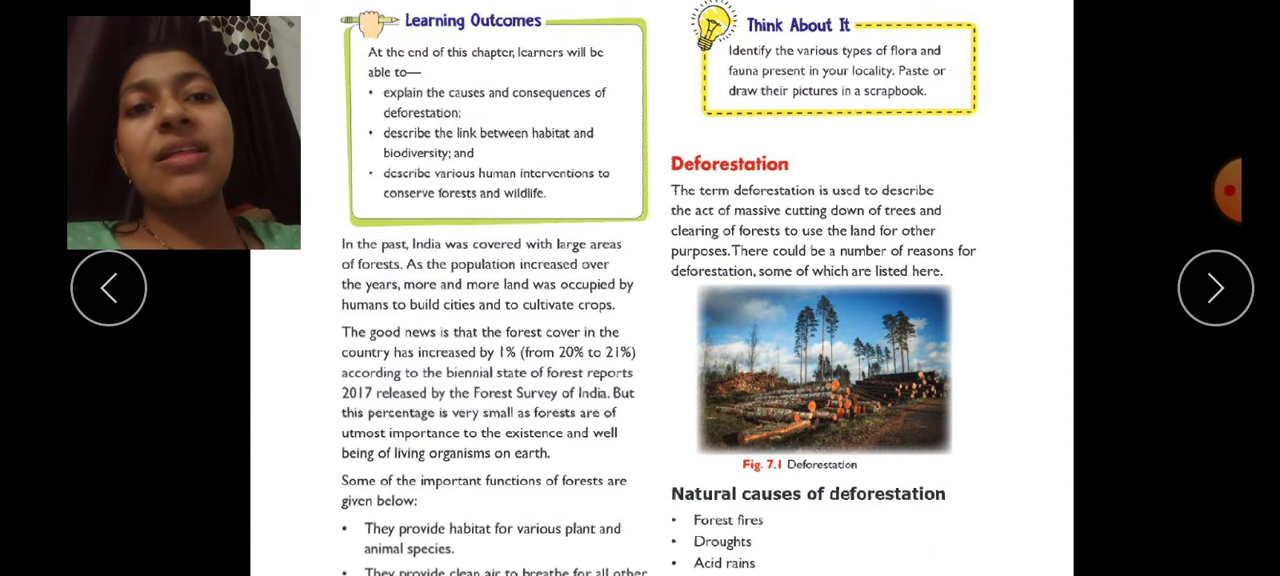 Learning Outcomes
At the end of this chapter, learners will be
able to—
• explain the causes and consequences of
deforestation;
• describe the link between habitat and
biodiversity; and
• describe various human interventions to
conserve forests and wildlife.
In the past, India was covered with large areas
of forests. As the population increased over
the years, more and more land was occupied by
humans to build cities and to cultivate crops.
The good news is that the forest cover in the
country has increased by 1% (from 20% to 21%)
according to the biennial state of forest reports
2017 released by the Forest Survey of India. But
this percentage is very small as forests are of
utmost importance to the existence and well
being of living organisms on earth.
Some of the important functions of forests are
given below:
• They provide habitat for various plant and
animal species.
• They provide clean air to breathe for all other
Think About It
Identify the various types of flora and
fauna present in your locality. Paste or
draw their pictures in a scrapbook.
Deforestation
The term deforestation is used to describe
the act of massive cutting down of trees and
clearing of forests to use the land for other
purposes. There could be a number of reasons for
deforestation, some of which are listed here.
Fig. 7.1 Deforestation
Natural causes of deforestation
• Forest fires
• Droughts
• Acid rains